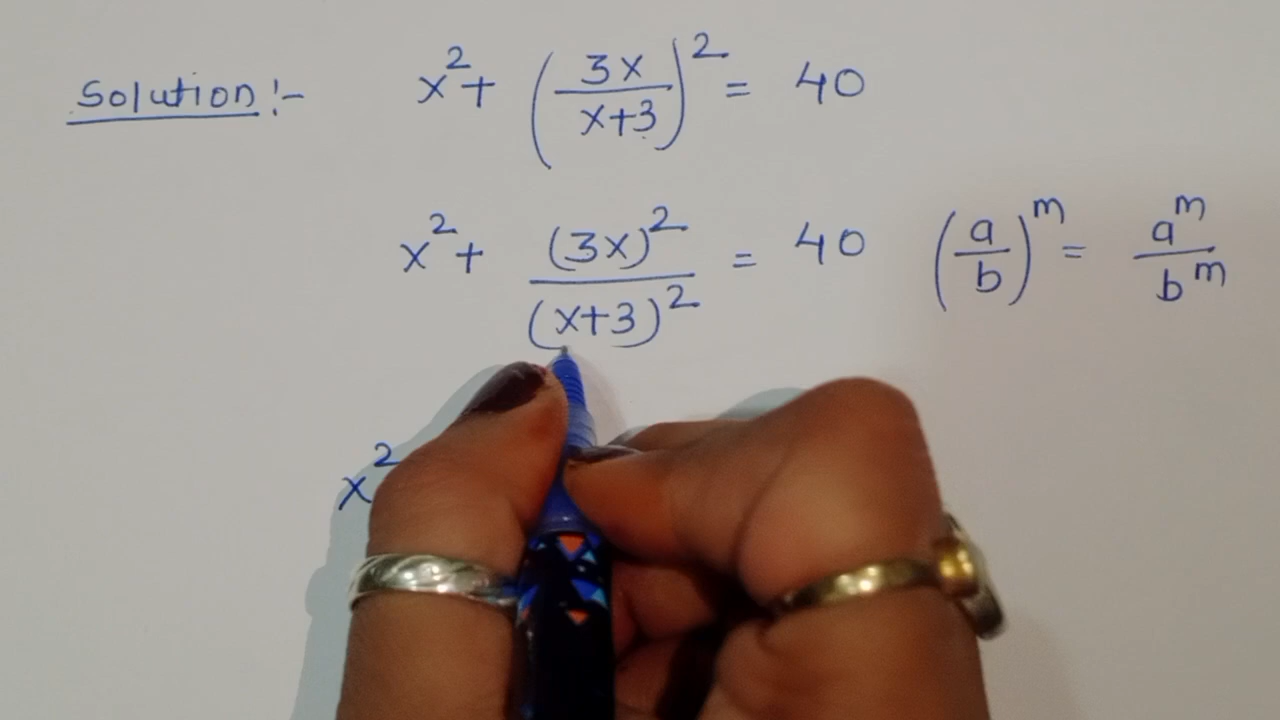 Solution :- x² + (3x/(x+3))² = 40
x² + (3x)²/(x+3)² = 40 (a/b)^m = a^m/b^m
x²